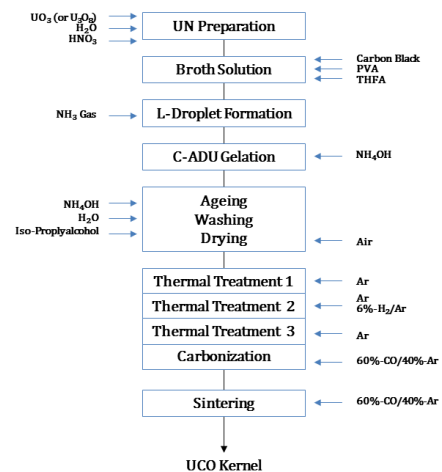 UO₃ (or U₃O₈)
H₂O
HNO₃
UN Preparation
Broth Solution
Carbon Black
PVA
THFA
NH₃ Gas
L-Droplet Formation
C-ADU Gelation
NH₄OH
NH₄OH
H₂O
Iso-Proplyalcohol
Ageing
Washing
Drying
Air
Thermal Treatment 1
Ar
Thermal Treatment 2
Ar
6%-H₂/Ar
Thermal Treatment 3
Ar
Carbonization
60%-CO/40%-Ar
Sintering
60%-CO/40%-Ar
UCO Kernel